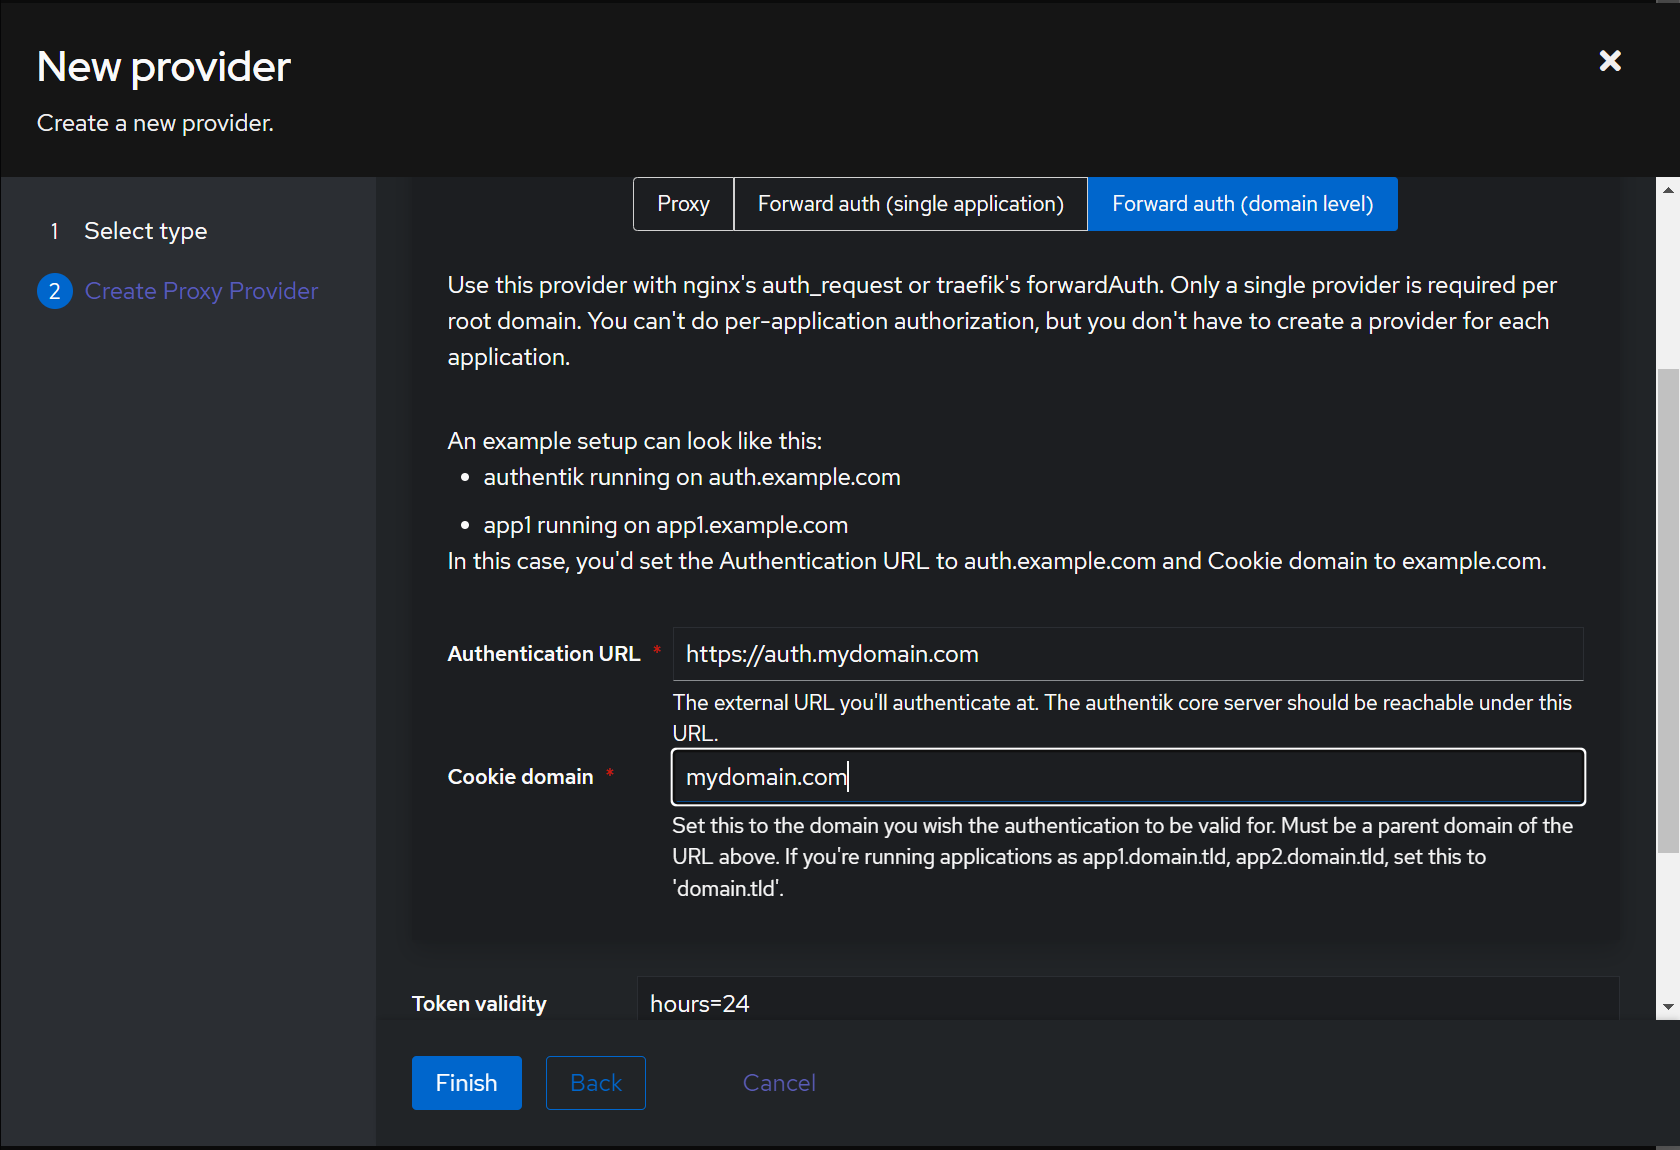 New provider
Create a new provider.
1 Select type
2 Create Proxy Provider
Proxy
Forward auth (single application)
Forward auth (domain level)
Use this provider with nginx's auth_request or traefik's forwardAuth. Only a single provider is required per
root domain. You can't do per-application authorization, but you don't have to create a provider for each
application.
An example setup can look like this:
• authentik running on auth.example.com
• app1 running on app1.example.com
In this case, you'd set the Authentication URL to auth.example.com and Cookie domain to example.com.
Authentication URL * https://auth.mydomain.com
The external URL you'll authenticate at. The authentik core server should be reachable under this
URL.
Cookie domain * mydomain.com
Set this to the domain you wish the authentication to be valid for. Must be a parent domain of the
URL above. If you're running applications as app1.domain.tld, app2.domain.tld, set this to
'domain.tld'.
Token validity hours=24
Finish
Back
Cancel